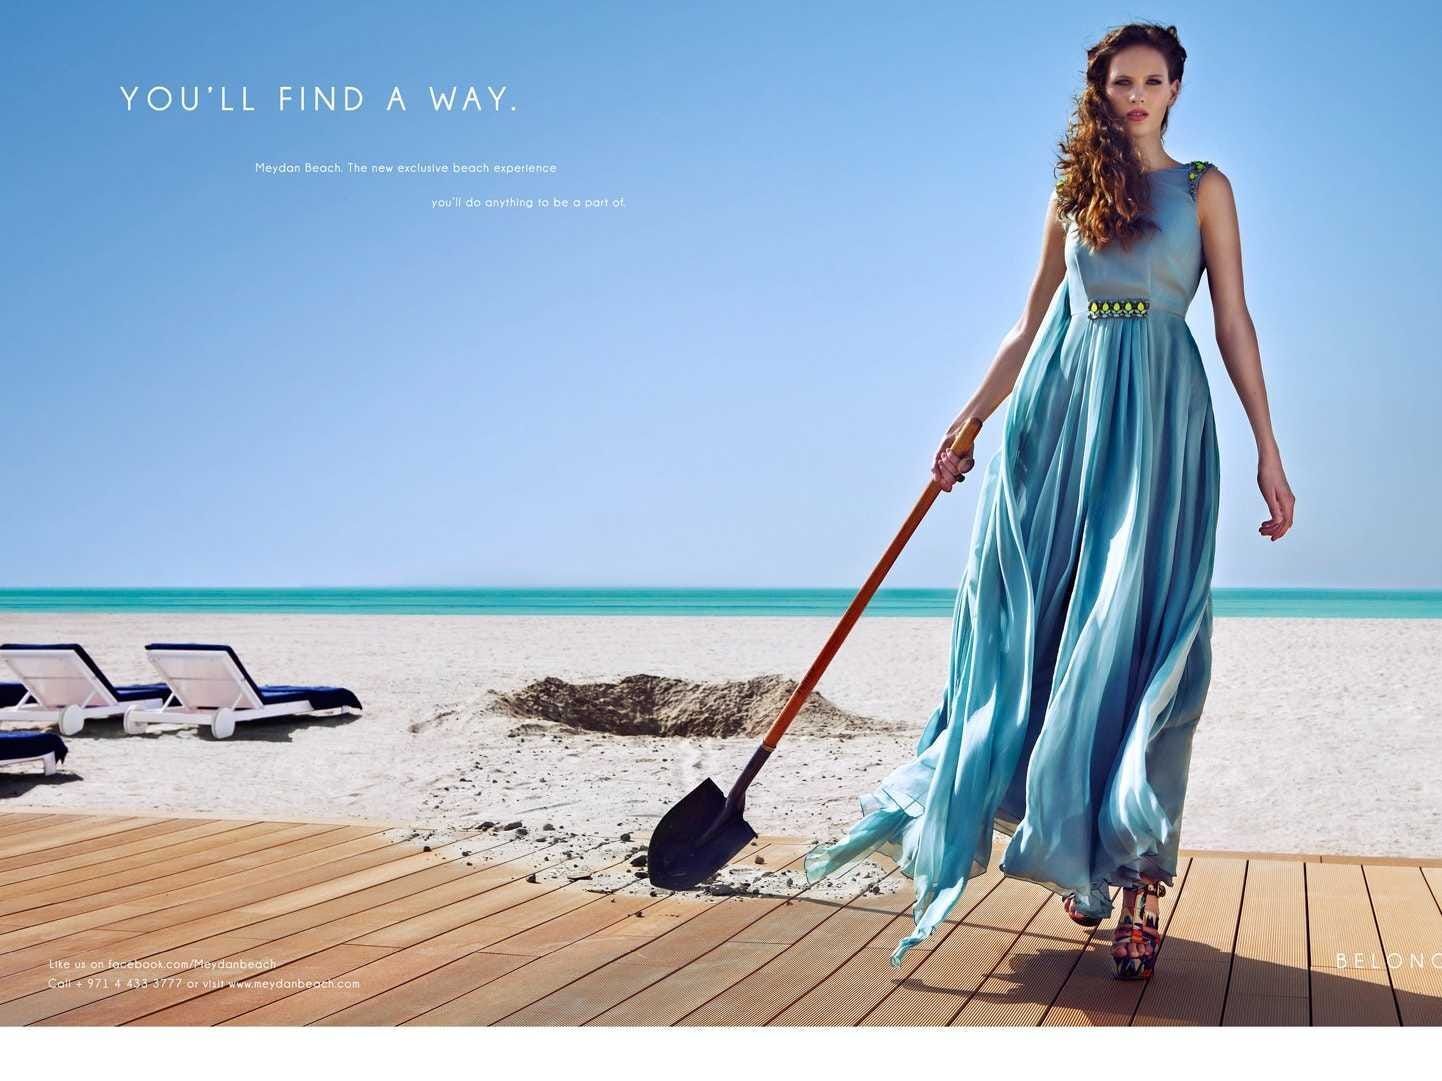 YOU'LL FIND A WAY.
Meydan Beach. The new exclusive beach experience
you'll do anything to be a part of.
Like us on facebook.com/Meydanbeach
Call + 971 4 433 3777 or visit www.meydanbeach.com
BELONG